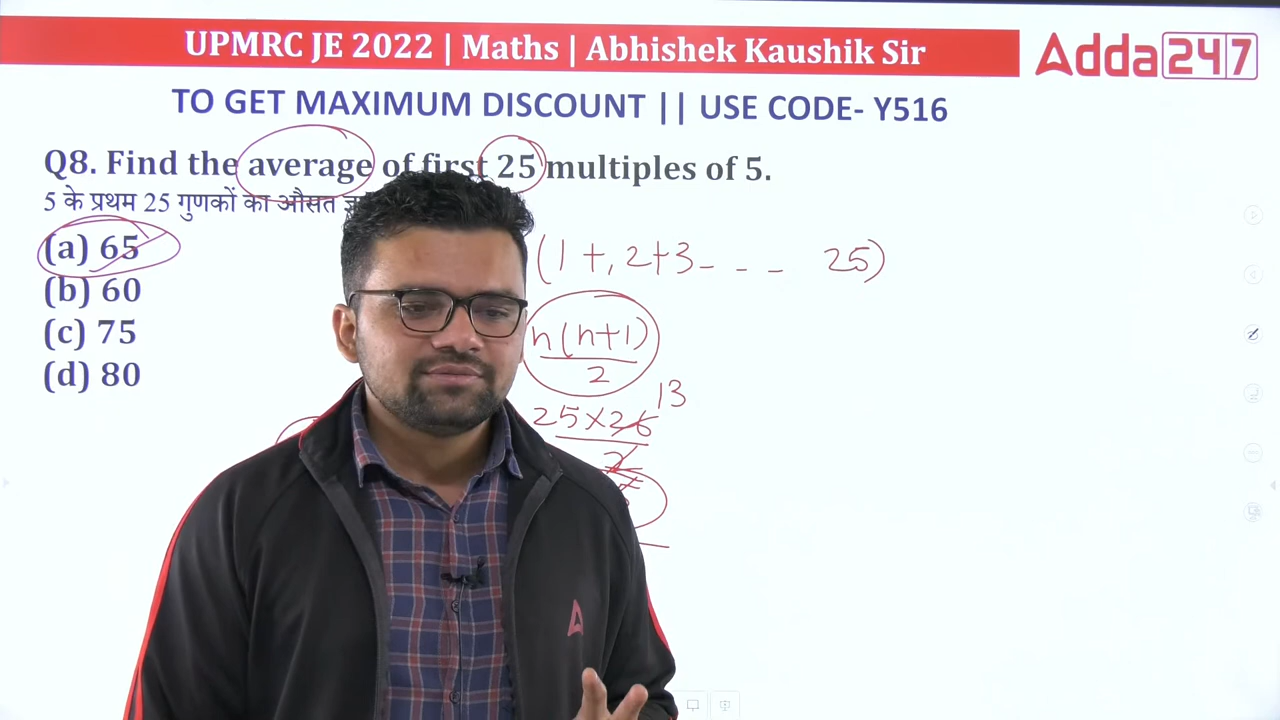 UPMRC JE 2022 | Maths | Abhishek Kaushik Sir
Adda247
TO GET MAXIMUM DISCOUNT || USE CODE- Y516
Q8. Find the average of first 25 multiples of 5.
5 के प्रथम 25 गुणकों का औसत
(a) 65
(b) 60
(c) 75
(d) 80
(1+,2+3- - - 25)
n(n+1)
2
13
25×26
2